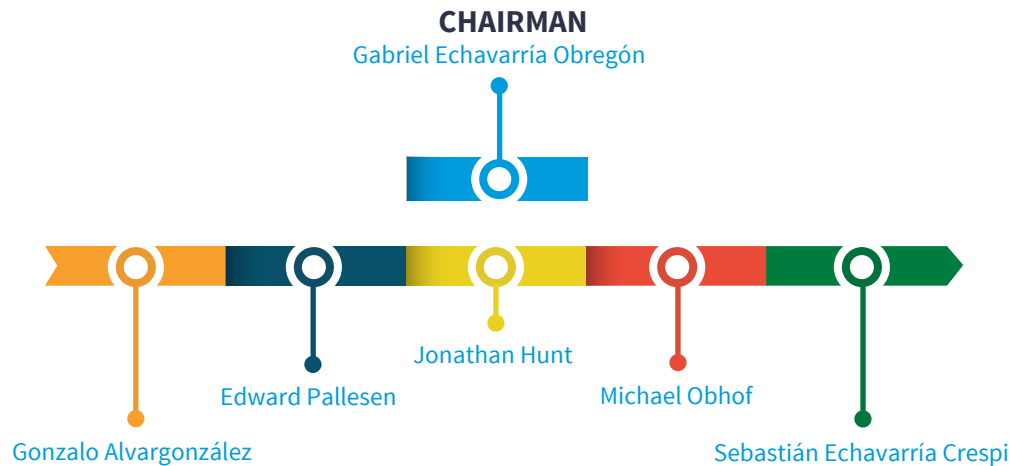 CHAIRMAN
Gabriel Echavarría Obregón
Jonathan Hunt
Edward Pallesen
Michael Obhof
Gonzalo Alvargonzález
Sebastián Echavarría Crespi